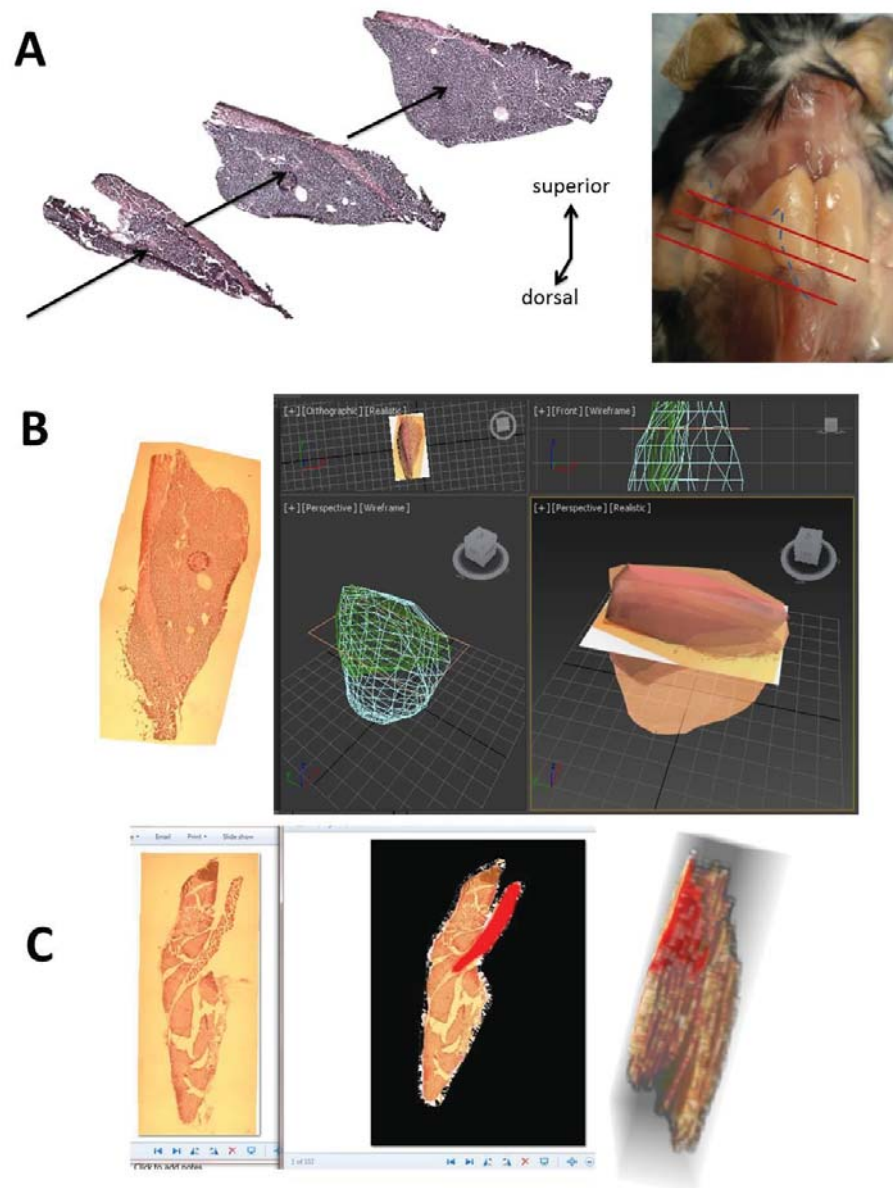 A
superior
dorsal
B
[+] [Orthographic] [Realistic]
[+] [Front] [Wireframe]
[+] [Perspective] [Wireframe]
[+] [Perspective] [Realistic]
C
Email Print Slide show
Click to add notes
1 of 102